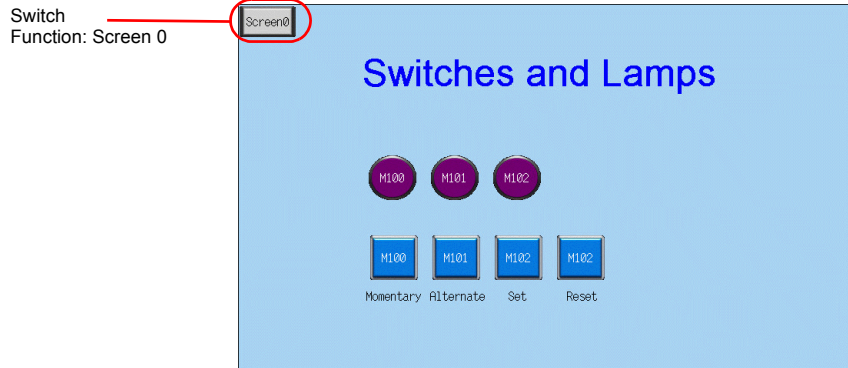 Switch
Function: Screen 0
Screen0
Switches and Lamps
M100 M101 M102
M100 M101 M102 M102
Momentary Alternate Set Reset